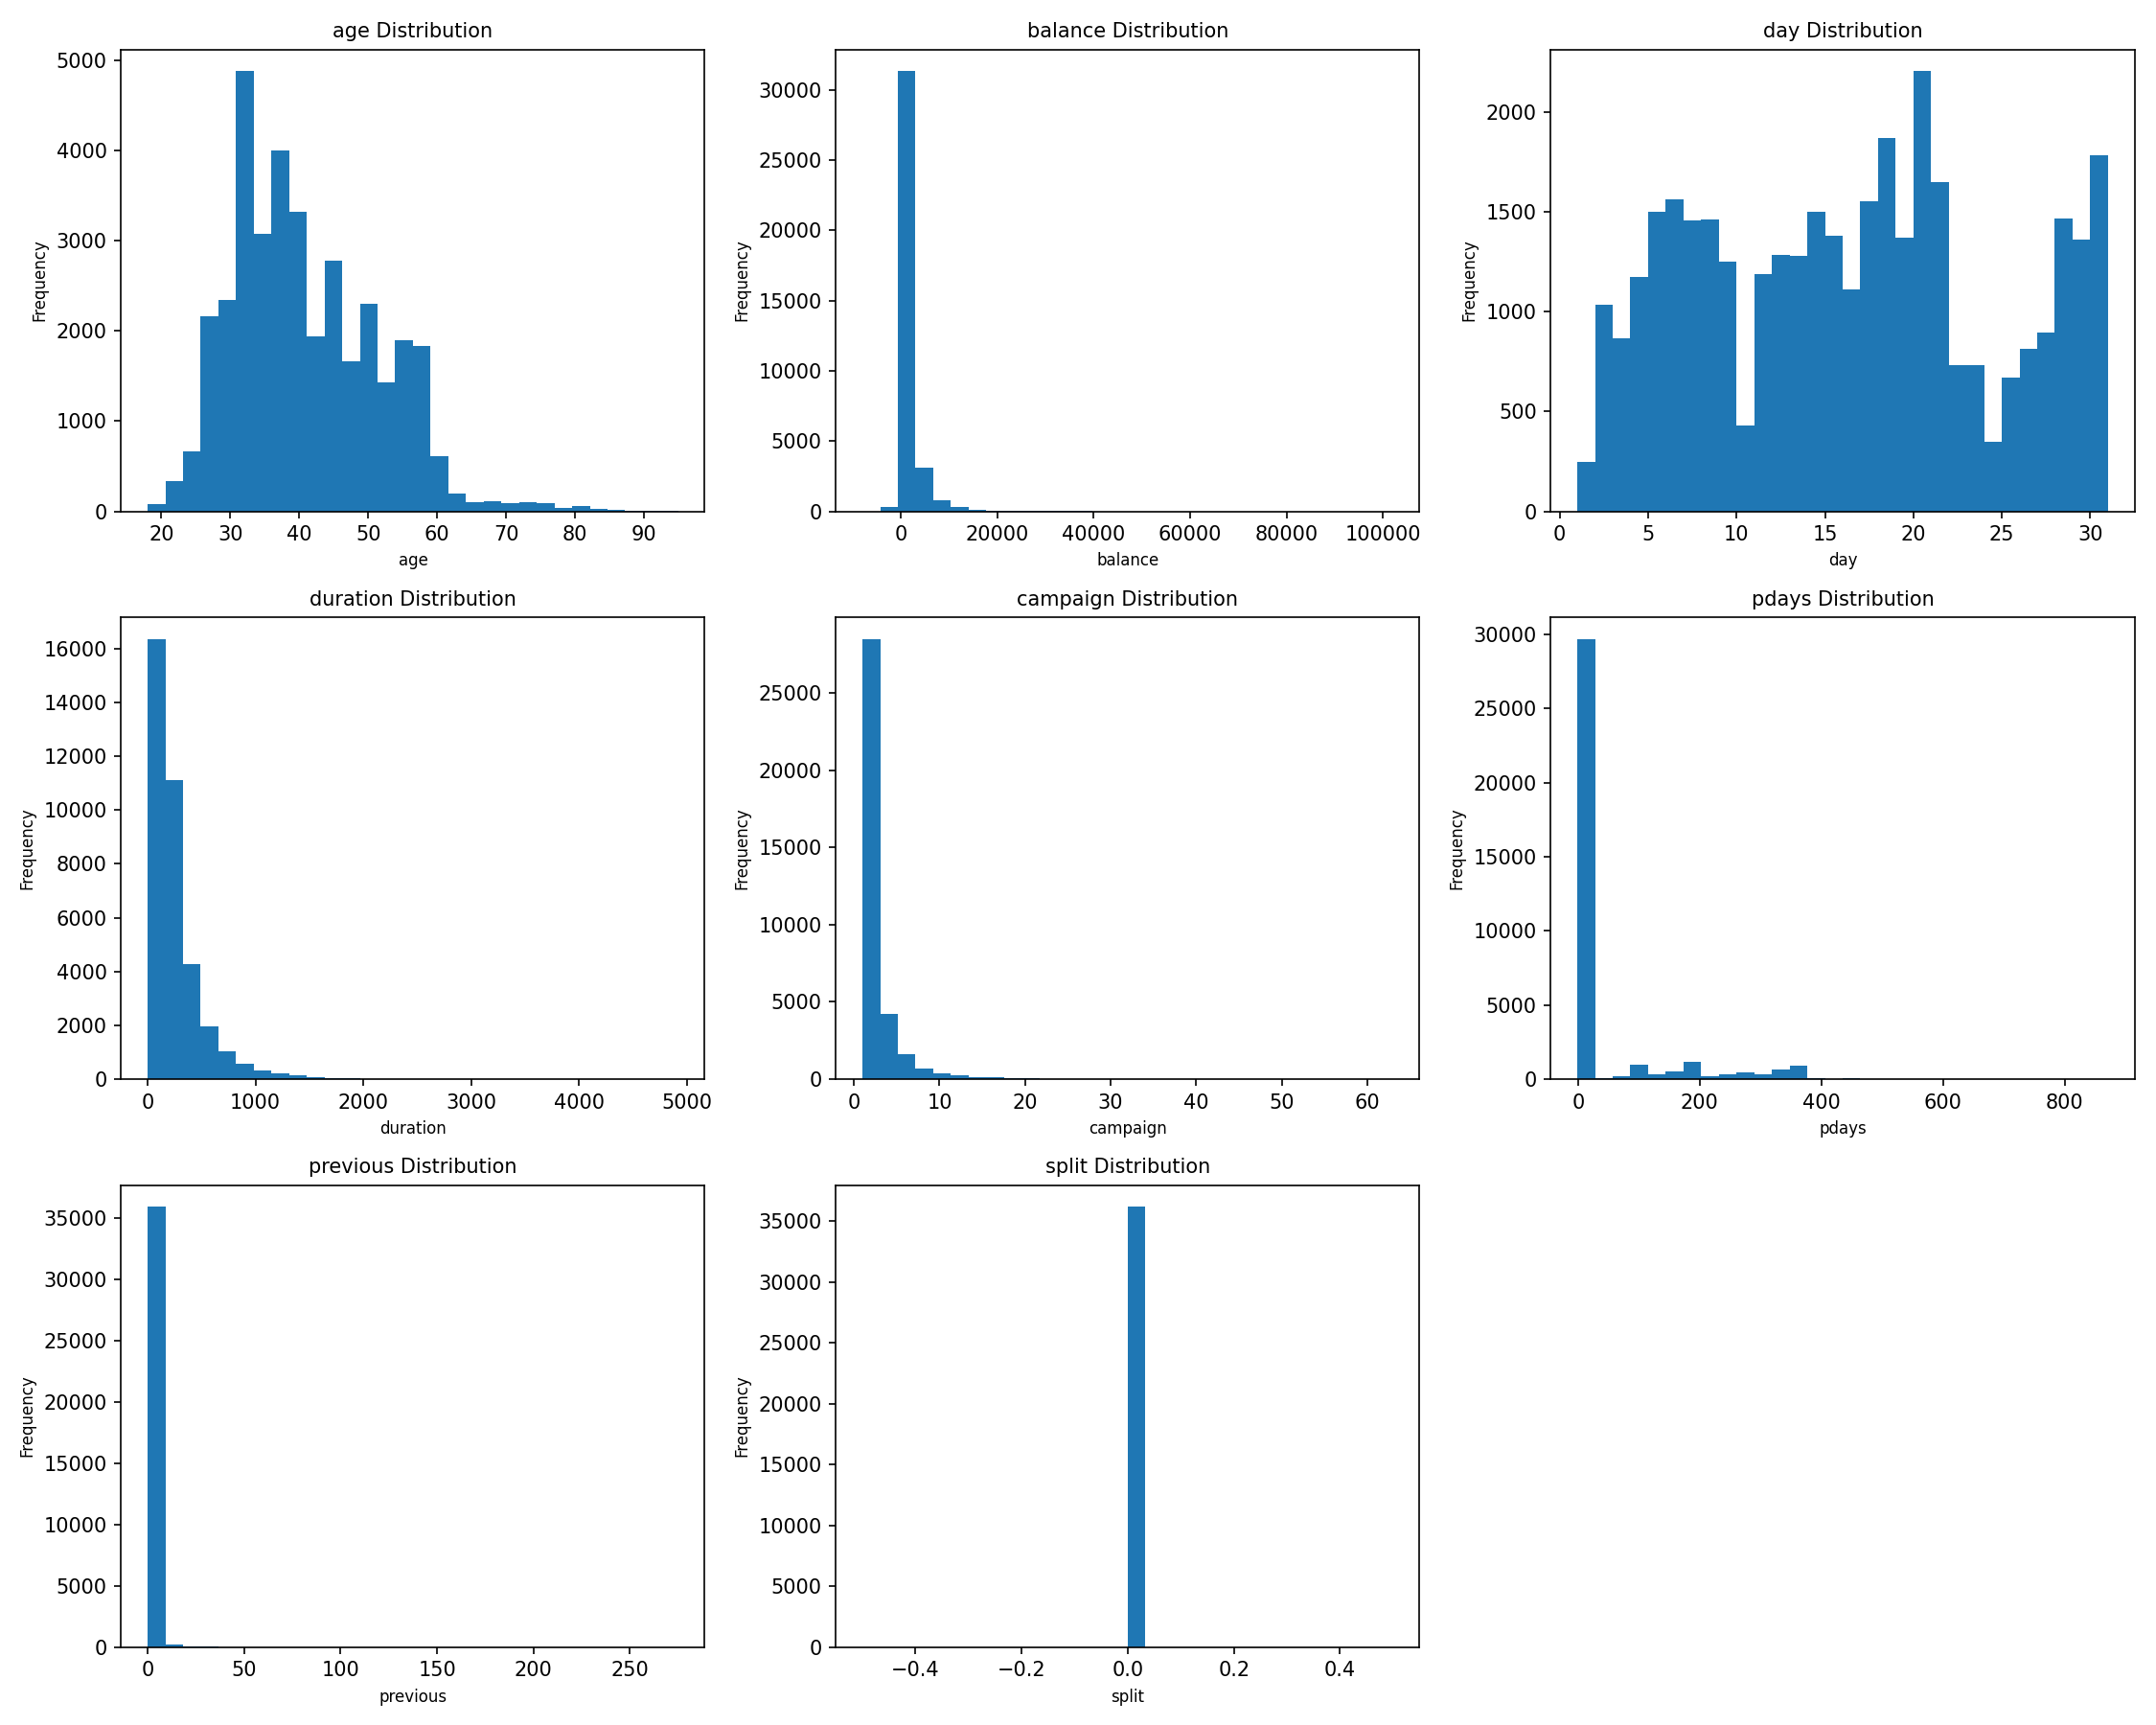 age Distribution
5000
4000
3000
2000
1000
0
Frequency
20 30 40 50 60 70 80 90
age
balance Distribution
30000
25000
20000
15000
10000
5000
0
Frequency
0 20000 40000 60000 80000 100000
balance
day Distribution
2000
1500
1000
500
0
Frequency
0 5 10 15 20 25 30
day
duration Distribution
16000
14000
12000
10000
8000
6000
4000
2000
0
Frequency
0 1000 2000 3000 4000 5000
duration
campaign Distribution
25000
20000
15000
10000
5000
0
Frequency
0 10 20 30 40 50 60
campaign
pdays Distribution
30000
25000
20000
15000
10000
5000
0
Frequency
0 200 400 600 800
pdays
previous Distribution
35000
30000
25000
20000
15000
10000
5000
0
Frequency
0 50 100 150 200 250
previous
split Distribution
35000
30000
25000
20000
15000
10000
5000
0
Frequency
−0.4 −0.2 0.0 0.2 0.4
split